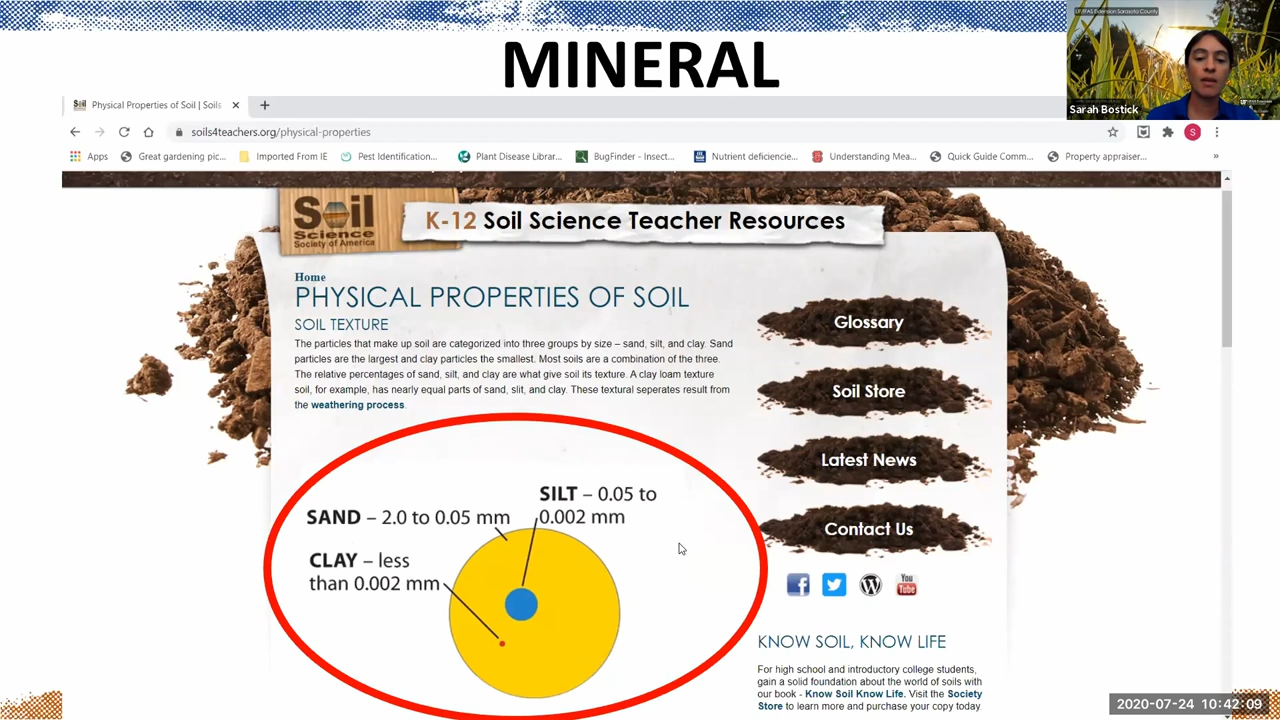 MINERAL
UF/IFAS Extension Sarasota County
Sarah Bostick
Physical Properties of Soil | Soils
soils4teachers.org/physical-properties
S
Apps
Great gardening pic...
Imported From IE
Pest Identification...
Plant Disease Librar...
BugFinder - Insect...
Nutrient deficiencie...
Understanding Mea...
Quick Guide Comm...
Property appraiser...
Soil
Science
Society of America
K-12 Soil Science Teacher Resources
Home
PHYSICAL PROPERTIES OF SOIL
SOIL TEXTURE
The particles that make up soil are categorized into three groups by size – sand, silt, and clay. Sand
particles are the largest and clay particles the smallest. Most soils are a combination of the three.
The relative percentages of sand, silt, and clay are what give soil its texture. A clay loam texture
soil, for example, has nearly equal parts of sand, slit, and clay. These textural seperates result from
the weathering process.
SILT – 0.05 to
0.002 mm
SAND – 2.0 to 0.05 mm
CLAY – less
than 0.002 mm
Glossary
Soil Store
Latest News
Contact Us
You
Tube
KNOW SOIL, KNOW LIFE
For high school and introductory college students,
gain a solid foundation about the world of soils with
our book - Know Soil Know Life. Visit the Society
Store to learn more and purchase your copy today.
2020-07-24 10:42:09